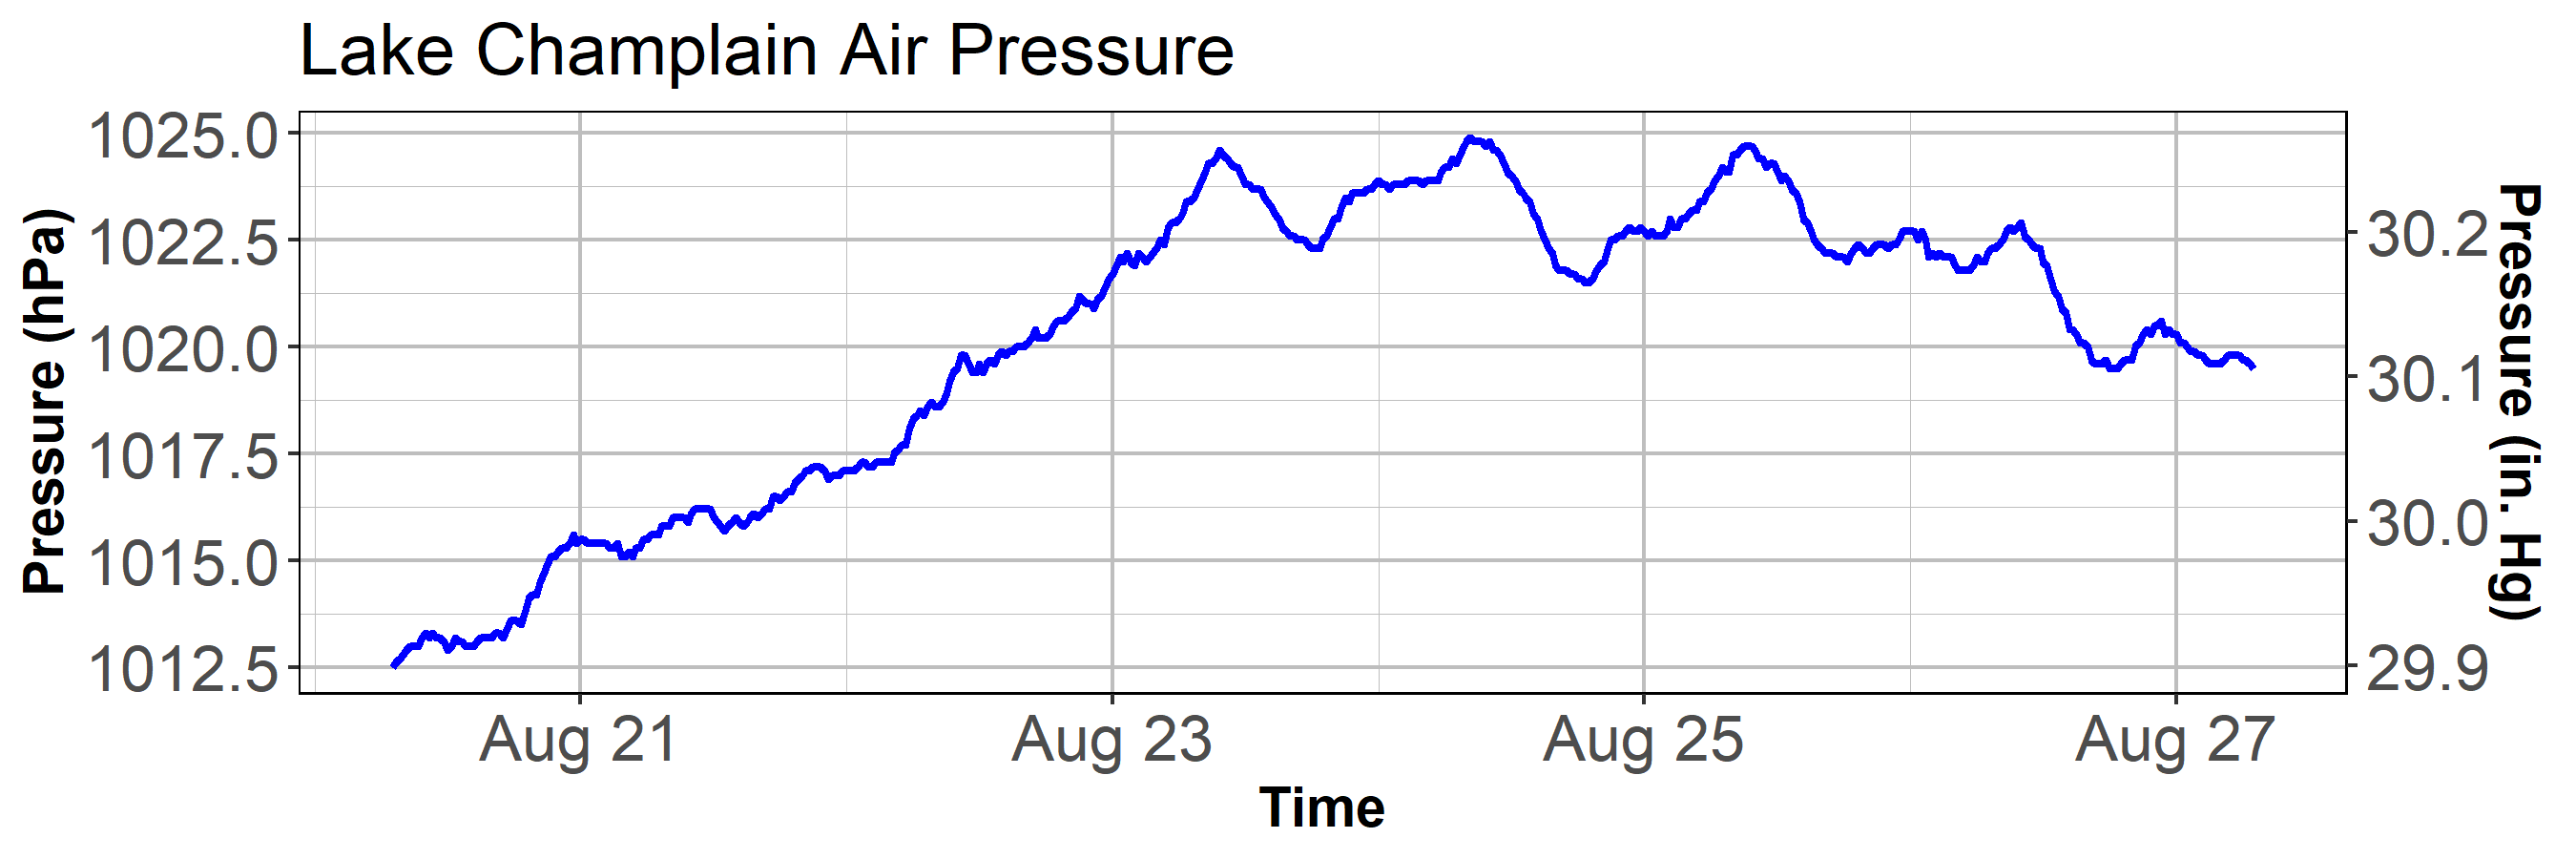 Lake Champlain Air Pressure
Pressure (hPa)
1025.0
1022.5
1020.0
1017.5
1015.0
1012.5
30.2
30.1
30.0
29.9
Pressure (in. Hg)
Aug 21 Aug 23 Aug 25 Aug 27
Time